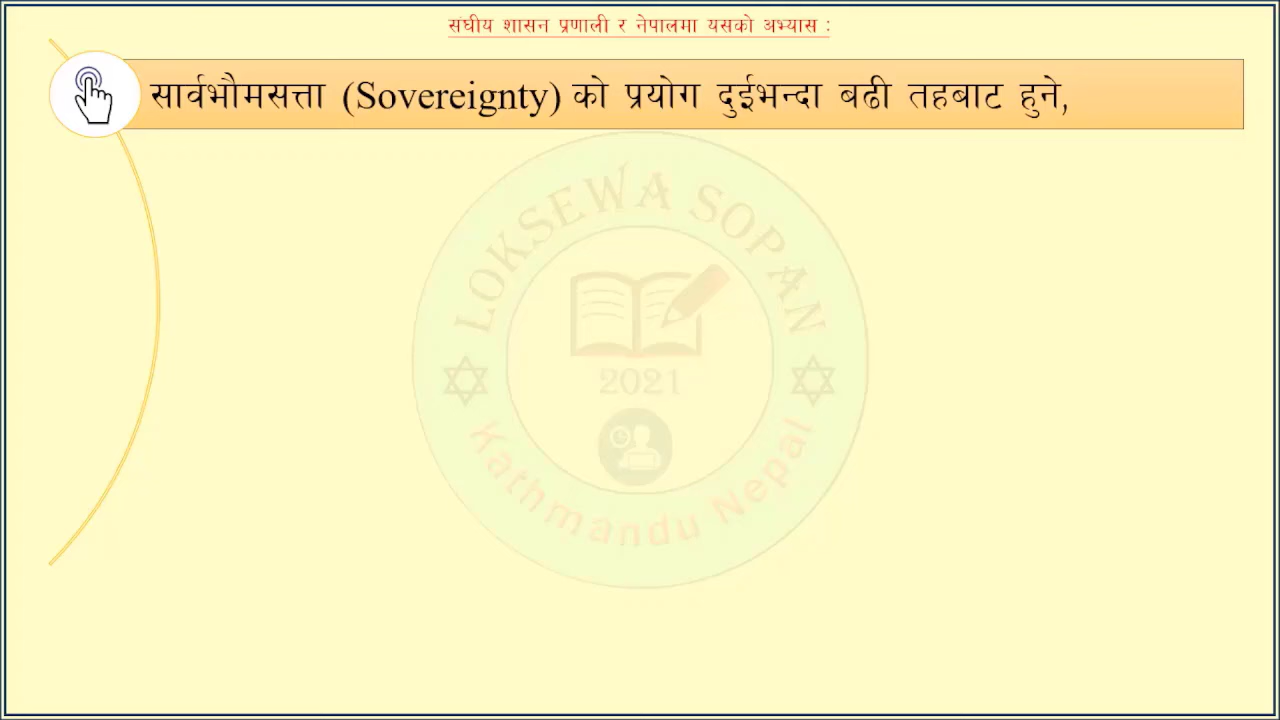 संघीय शासन प्रणाली र नेपालमा यसको अभ्यास :
सार्वभौमसत्ता (Sovereignty) को प्रयोग दुईभन्दा बढी तहबाट हुने,
LOKSEWA SOPAN
2021
Kathmandu Nepal